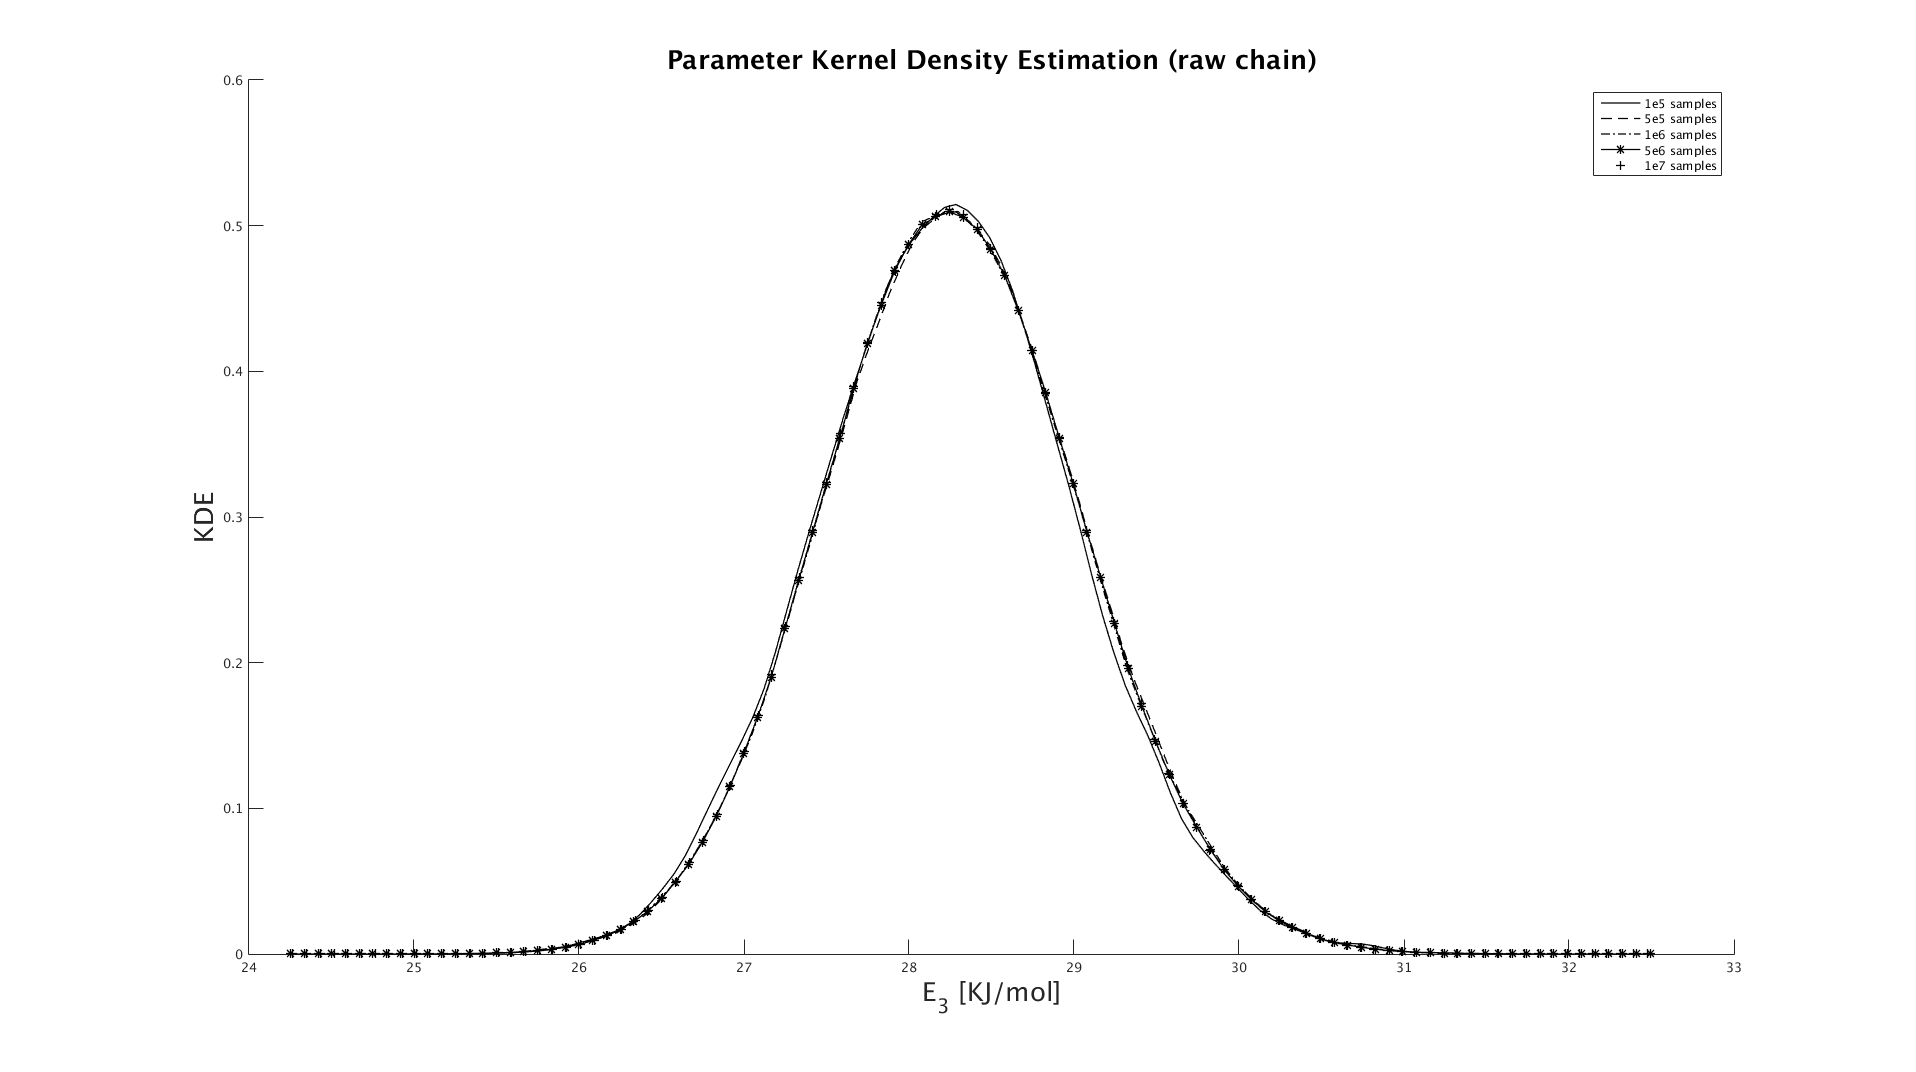 Parameter Kernel Density Estimation (raw chain)
0.6
0.5
0.4
0.3
0.2
0.1
0
KDE
1e5 samples
5e5 samples
1e6 samples
5e6 samples
1e7 samples
24 25 26 27 28 29 30 31 32 33
E3 [KJ/mol]